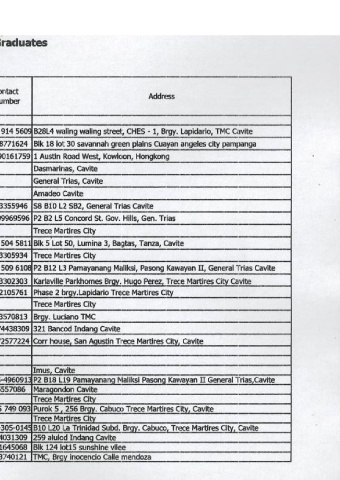 Graduates
ontact
umber
Address
914 5609 B28L4 waling waling street, CHES - 1, Brgy. Lapidario, TMC Cavite
8771624 Blk 18 lot 30 savannah green plains Cuayan angeles city pampanga
90161759 1 Austin Road West, Kowloon, Hongkong
Dasmarinas, Cavite
General Trias, Cavite
Amadeo Cavite
3355946 S8 B10 L2 SB2, General Trias Cavite
9969596 P2 B2 L5 Concord St. Gov. Hills, Gen. Trias
Trece Martires City
504 5811 Blk 5 Lot 50, Lumina 3, Bagtas, Tanza, Cavite
3305934 Trece Martires City
509 6108 P2 B12 L3 Pamayanang Maliksi, Pasong Kawayan II, General Trias Cavite
3302303 Karlaville Parkhomes Brgy. Hugo Perez, Trece Martires City Cavite
2105761 Phase 2 brgy.Lapidario Trece Martires City
Trece Martires City
3570813 Brgy. Luciano TMC
74438309 321 Bancod Indang Cavite
72577224 Corr house, San Agustin Trece Martires City, Cavite
Imus, Cavite
-4960913 P2 B18 L19 Pamayanang Maliksi Pasong Kawayan II General Trias,Cavite
5557086 Maragondon Cavite
Trece Martires City
5 749 093 Purok 5 , 256 Brgy. Cabuco Trece Martires City, Cavite
Trece Martires City
-305-0145 B10 L20 La Trinidad Subd. Brgy. Cabuco, Trece Martires City, Cavite
4031309 259 alulod Indang Cavite
1645068 Blk 124 lot15 sunshine vilee
3740121 TMC, Brgy inocencio Calle mendoza